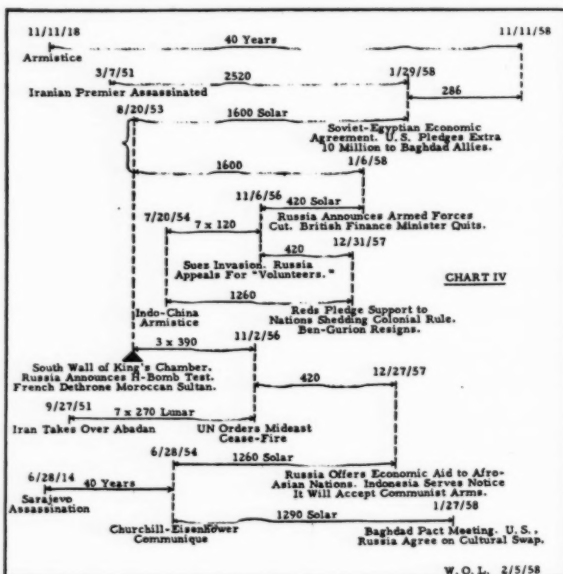 11/11/18 11/11/58
40 Years
Armistice
3/7/51 2520 1/29/58
Iranian Premier Assassinated 286
8/20/53 1600 Solar
Soviet-Egyptian Economic
Agreement. U.S. Pledges Extra
10 Million to Baghdad Allies.
1600 1/6/58
11/6/56 420 Solar
7/20/54 7 x 120 Russia Announces Armed Forces
Cut. British Finance Minister Quits.
420 12/31/57
Suez Invasion. Russia
Appeals For "Volunteers."
CHART IV
1260
Indo-China Reds Pledge Support to
Armistice Nations Shedding Colonial Rule.
Ben-Gurion Resigns.
3 x 390 11/2/56
South Wall of King's Chamber. 420 12/27/57
Russia Announces H-Bomb Test.
French Dethrone Moroccan Sultan.
9/27/51 7 x 270 Lunar
Iran Takes Over Abadan UN Orders Mideast
Cease-Fire
6/28/54 1260 Solar
6/28/14 40 Years Russia Offers Economic Aid to Afro-
Asian Nations. Indonesia Serves Notice
Sarajevo It Will Accept Communist Arms.
Assassination 1/27/58
Churchill-Eisenhower 1290 Solar
Communique Baghdad Pact Meeting. U.S.,
Russia Agree on Cultural Swap.
W. O. L. 2/5/58